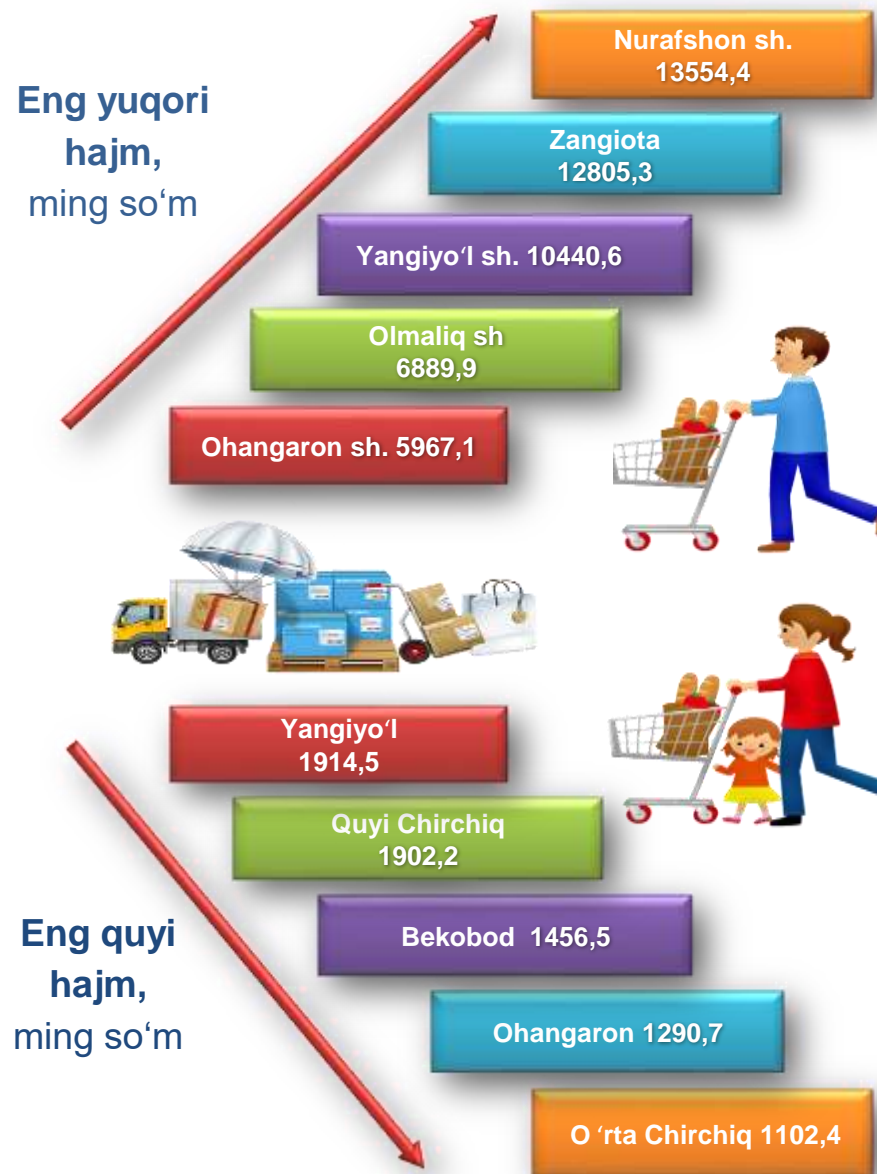 Eng yuqori
hajm,
ming so‘m
Nurafshon sh.
13554,4
Zangiota
12805,3
Yangiyo‘l sh. 10440,6
Olmaliq sh
6889,9
Ohangaron sh. 5967,1
Yangiyo‘l
1914,5
Quyi Chirchiq
1902,2
Bekobod 1456,5
Eng quyi
hajm,
ming so‘m
Ohangaron 1290,7
O ‘rta Chirchiq 1102,4